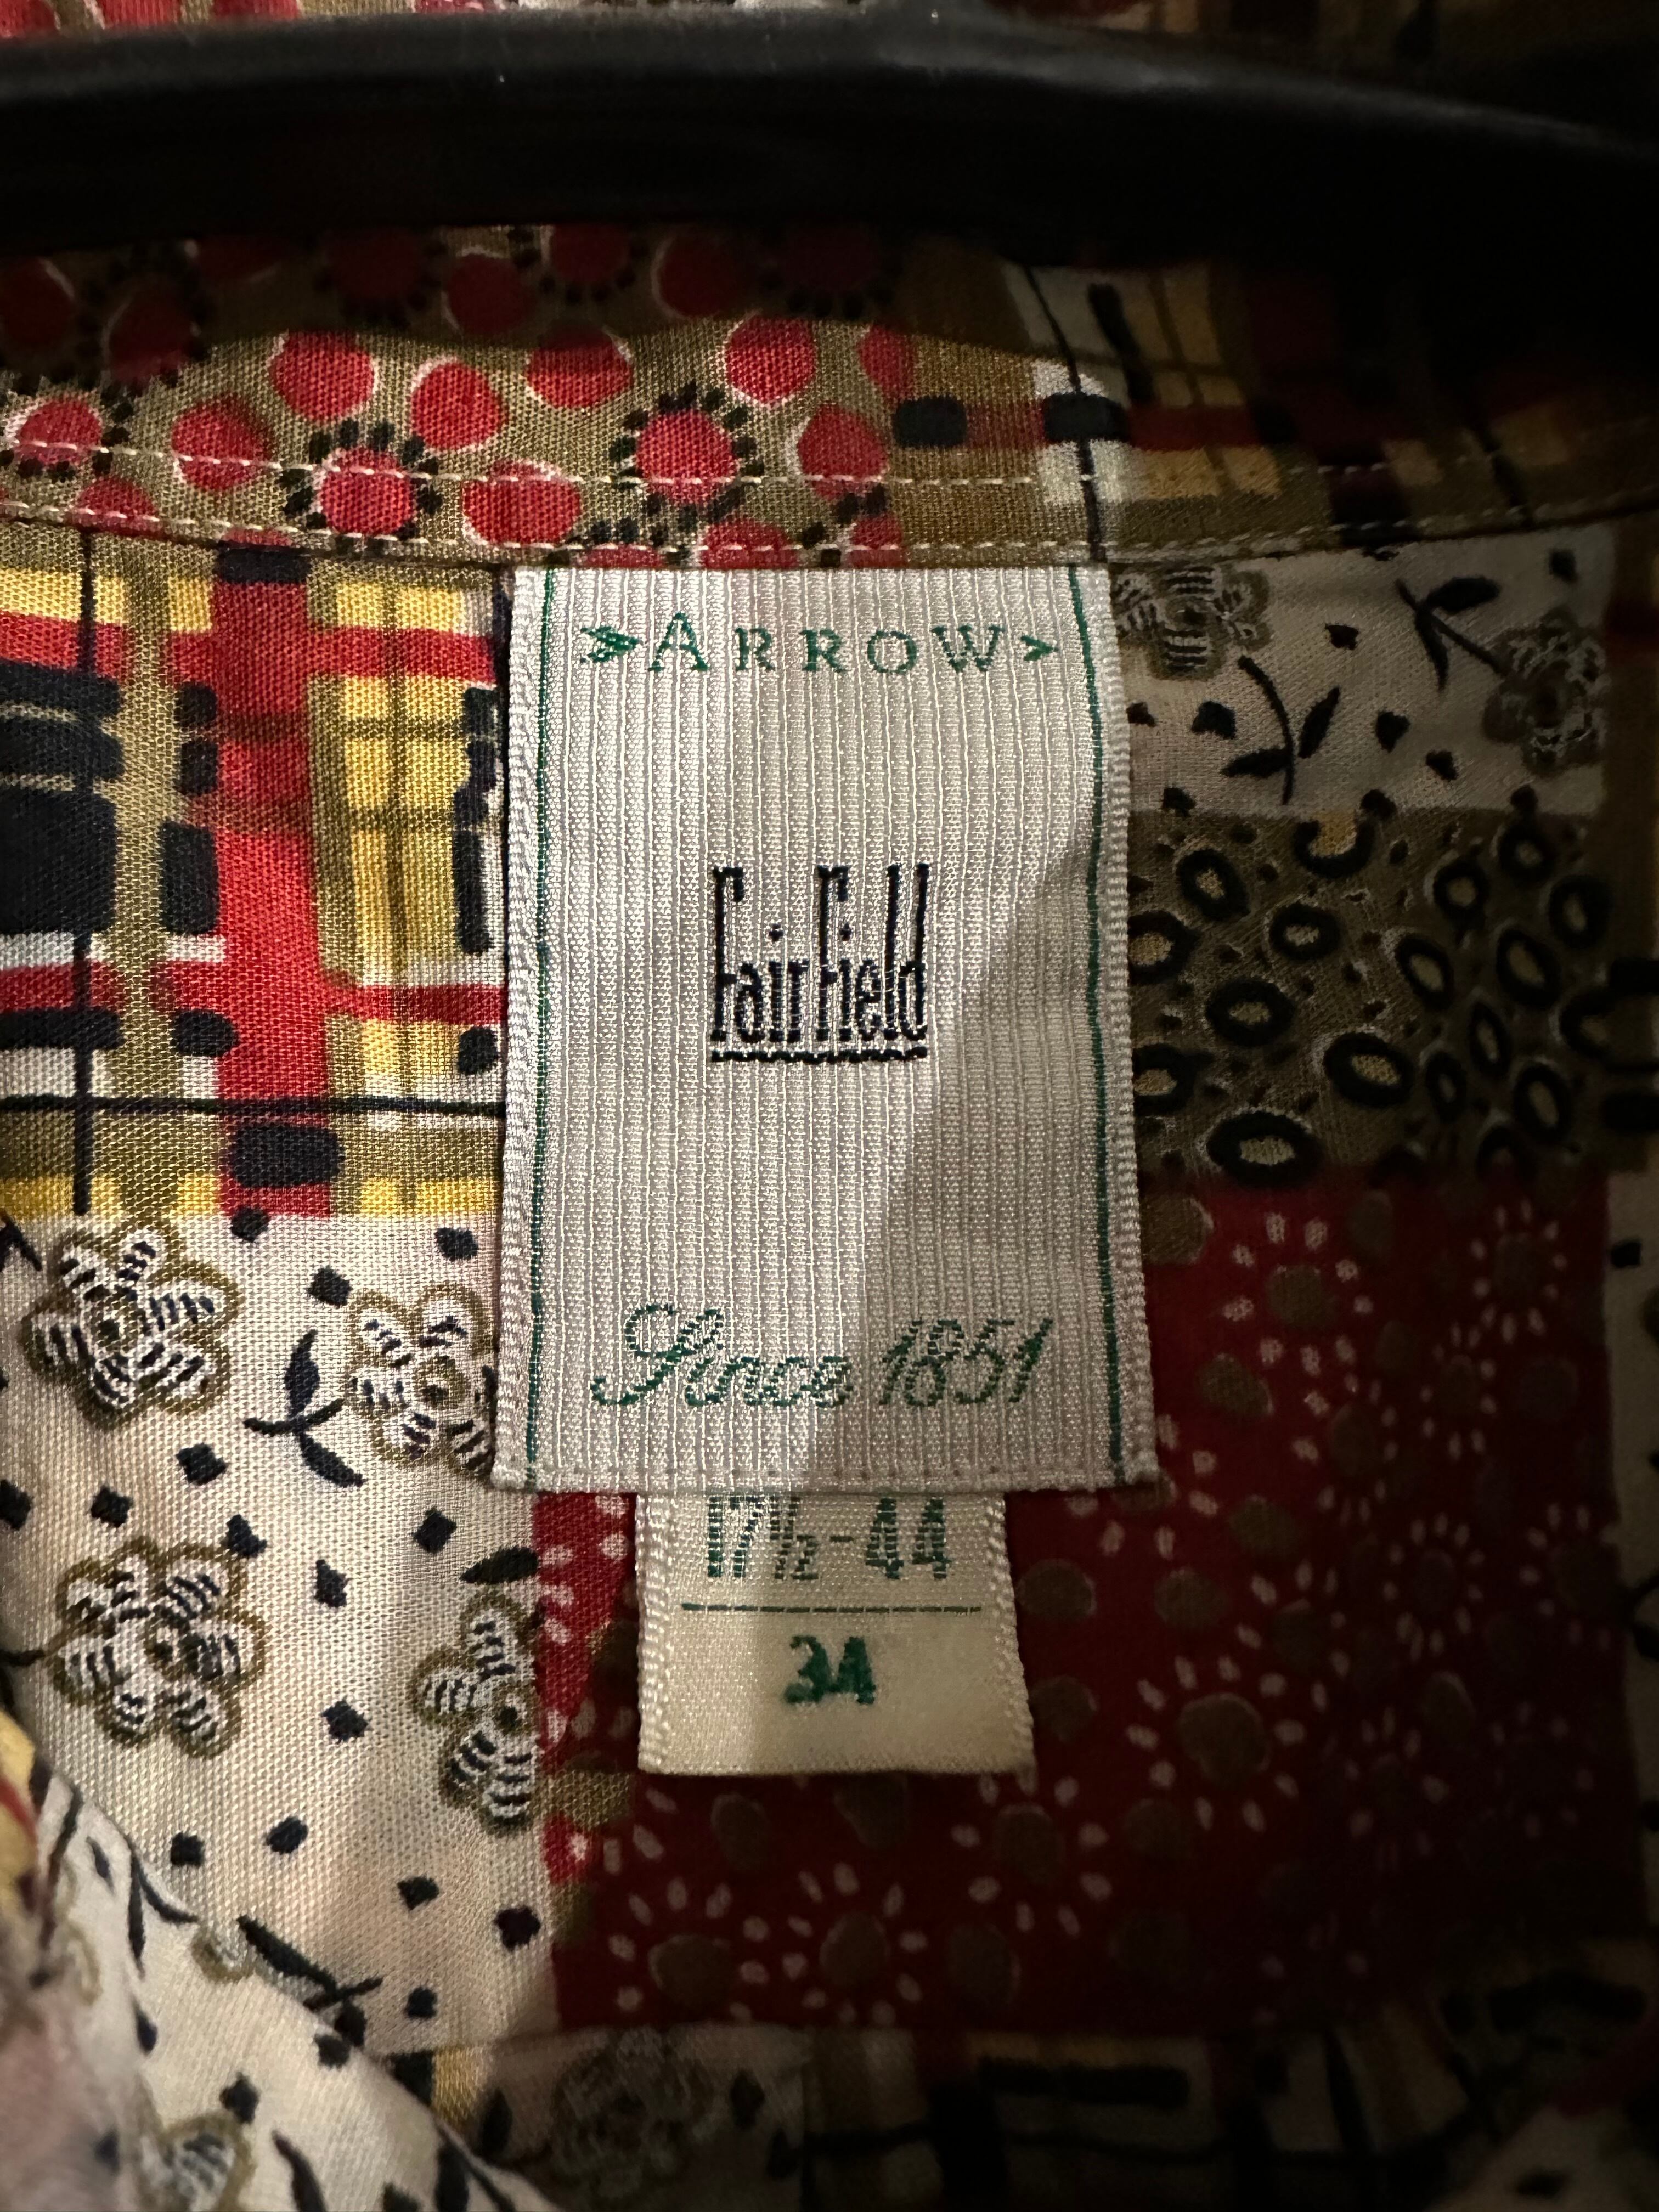 >ARROW>
Fairfield
Since 1851
17½-44
34